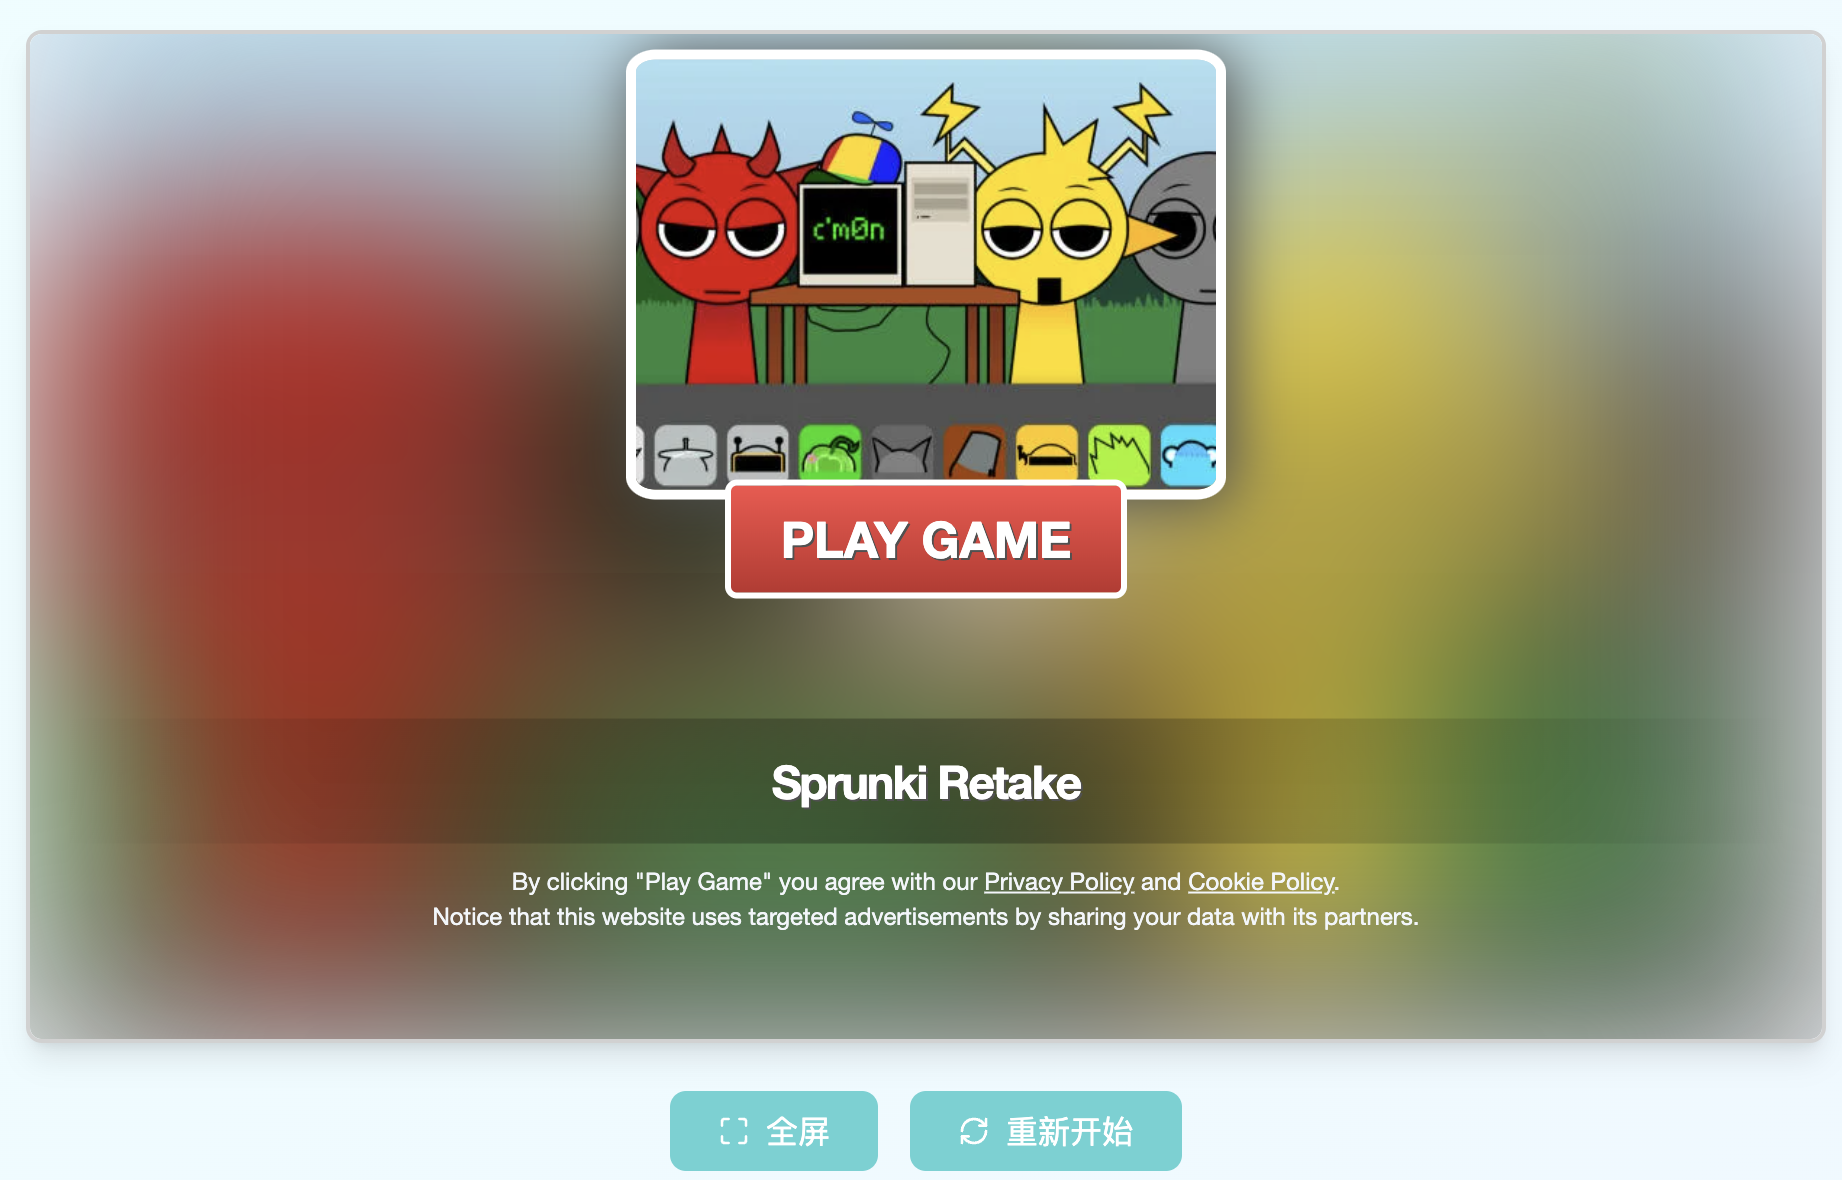 c'm0n
PLAY GAME
Sprunki Retake
By clicking "Play Game" you agree with our Privacy Policy and Cookie Policy.
Notice that this website uses targeted advertisements by sharing your data with its partners.
全屏
重新开始